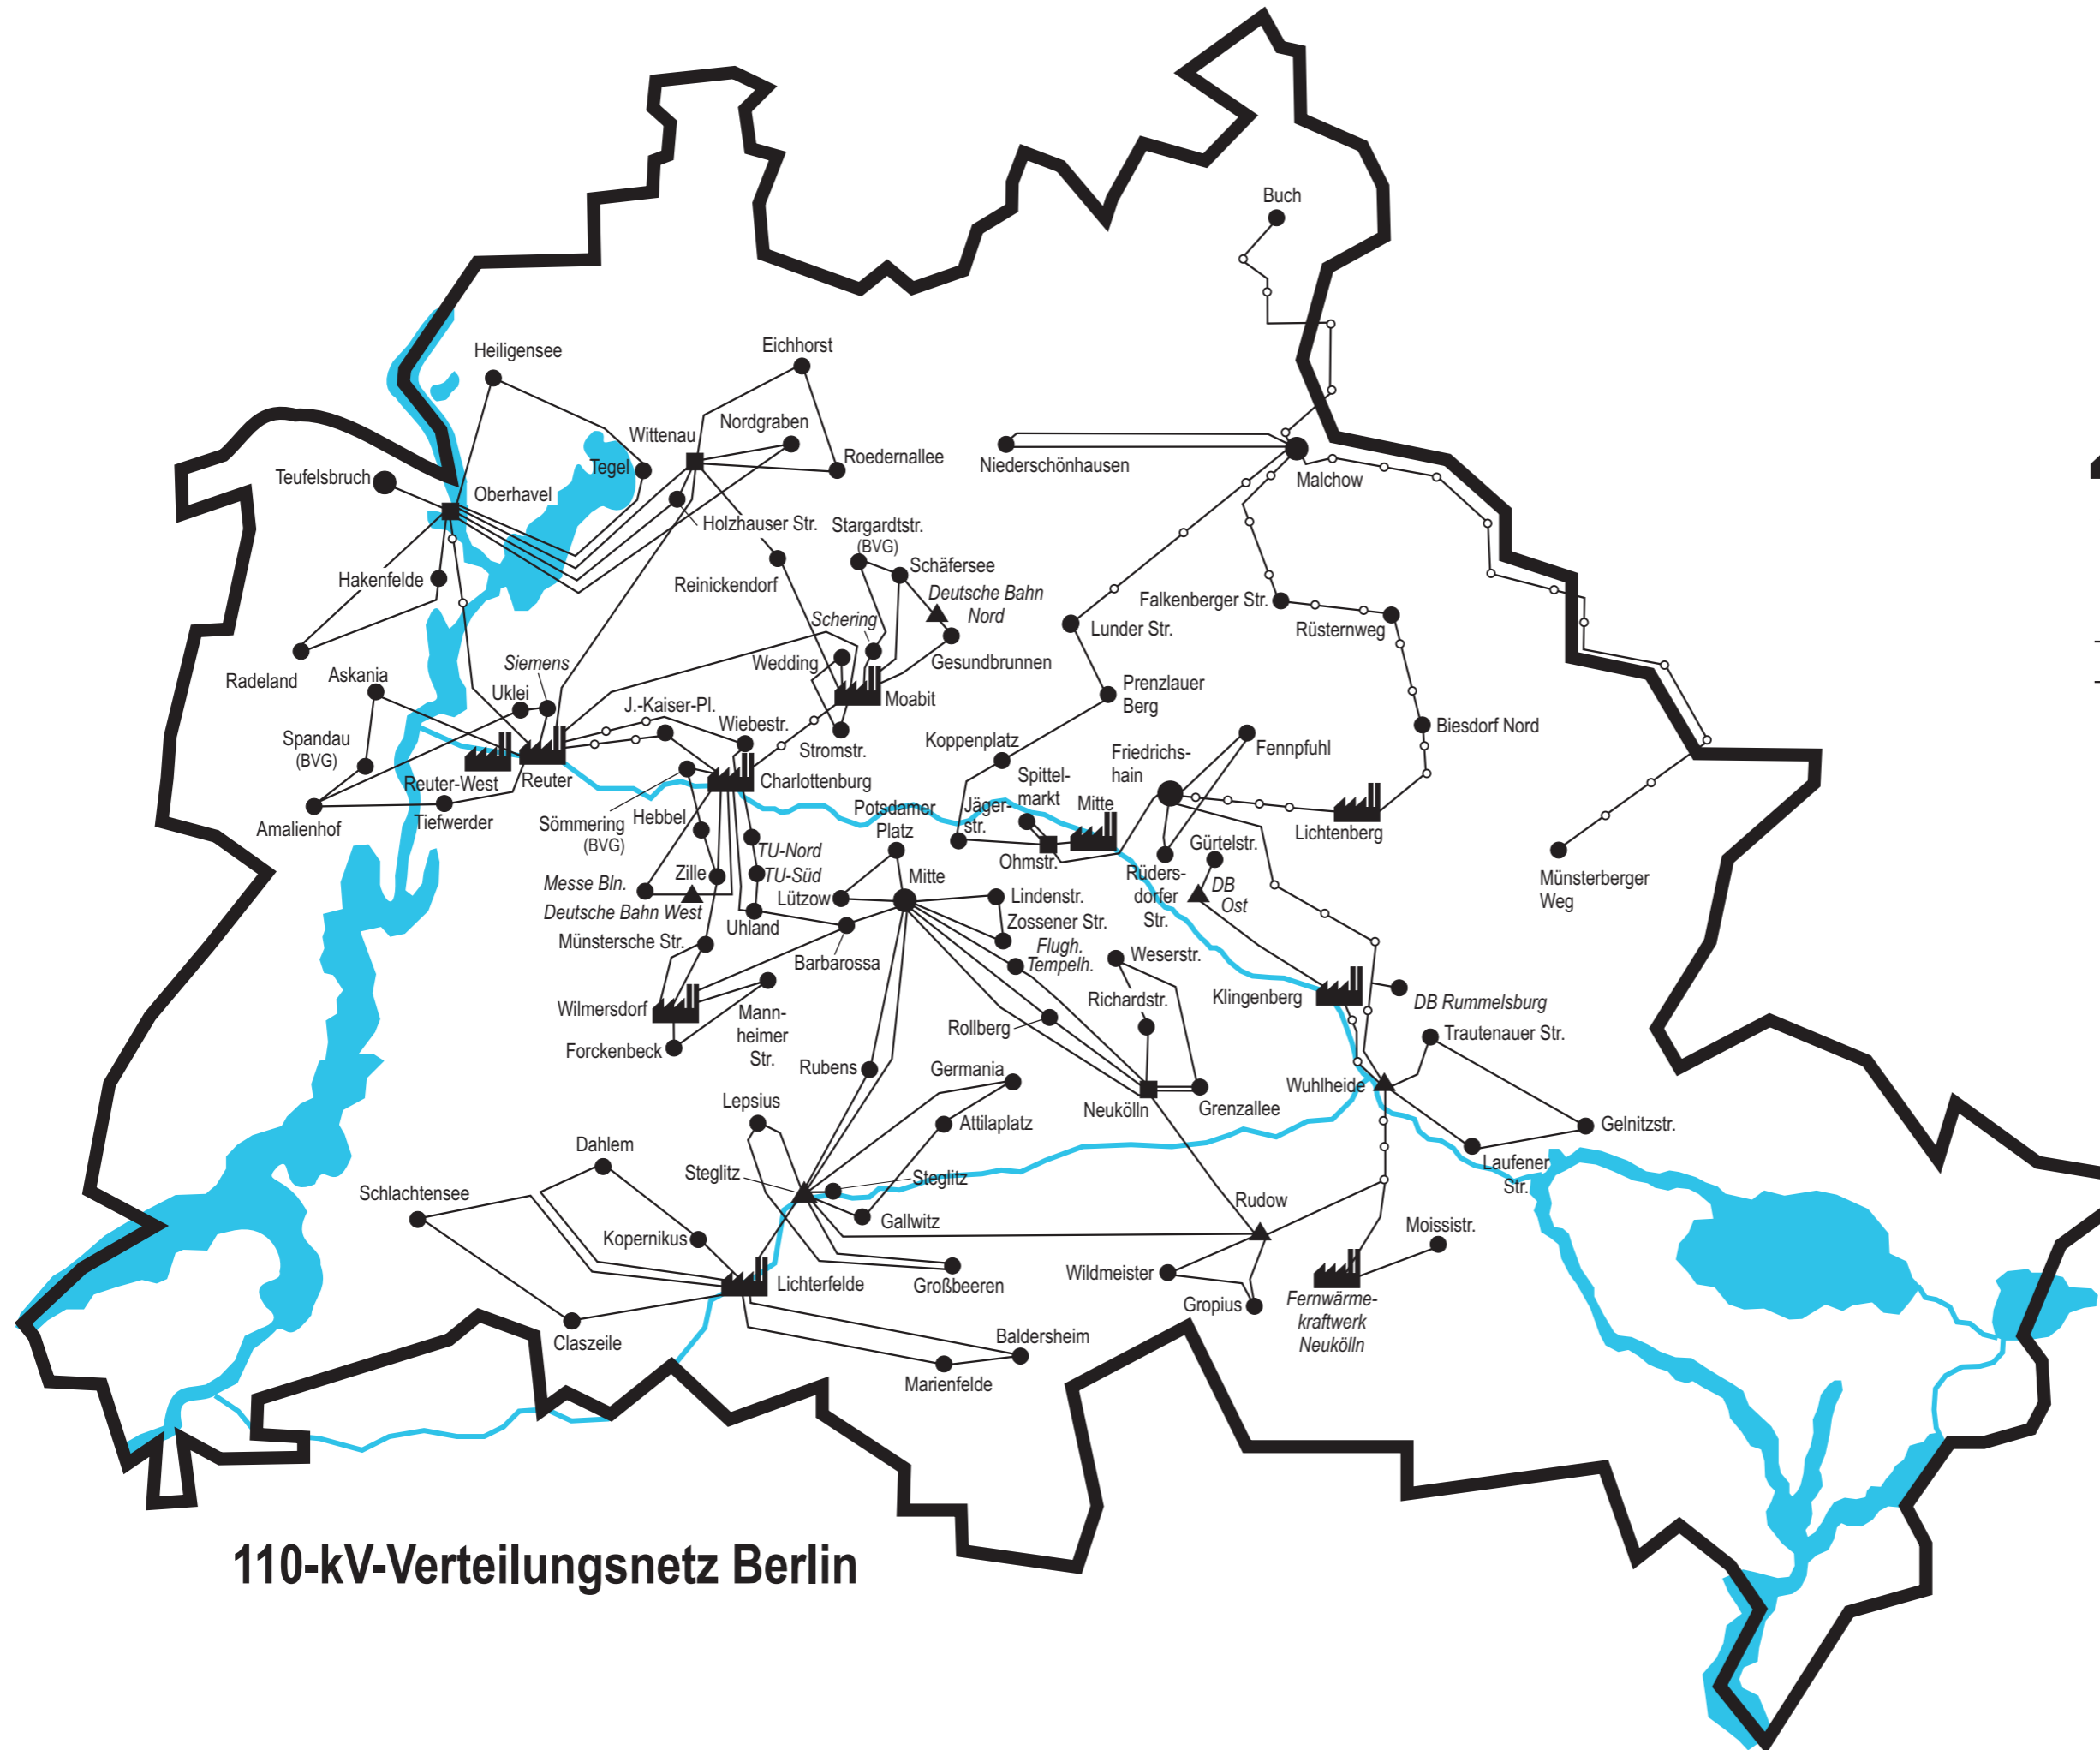 Buch
Heiligensee
Eichhorst
Wittenau
Nordgraben
Tegel
Roedernallee
Niederschönhausen
Malchow
Teufelsbruch
Oberhavel
Holzhauser Str.
Stargardtstr.
(BVG)
Reinickendorf
Schäfersee
Hakenfelde
Deutsche Bahn
Nord
Falkenberger Str.
Rüsternweg
Schering
Lunder Str.
Gesundbrunnen
Wedding
Radeland
Askania
Siemens
Uklei
J.-Kaiser-Pl.
Wiebestr.
Moabit
Prenzlauer
Berg
Biesdorf Nord
Spandau
(BVG)
Stromstr.
Koppenplatz
Friedrichs-
hain
Fennpfuhl
Reuter-West
Reuter
Charlottenburg
Spittel-
markt
Mitte
Jäger-
str.
Potsdamer
Platz
Amalienhof
Tiefwerder
Sömmering
(BVG)
Hebbel
Ohmstr.
Lichtenberg
Gürtelstr.
TU-Nord
TU-Süd
Messe Bln.
Zille
Lützow
Mitte
Rüders-
dorfer
Str.
DB
Ost
Münsterberger
Weg
Deutsche Bahn West
Uhland
Lindenstr.
Zossener Str.
Münstersche Str.
Barbarossa
Flugh.
Tempelh.
Weserstr.
Wilmersdorf
Mann-
heimer
Str.
Richardstr.
Klingenberg
DB Rummelsburg
Rollberg
Trautenauer Str.
Forckenbeck
Rubens
Germania
Neukölln
Grenzallee
Wuhlheide
Lepsius
Attilaplatz
Gelnitzstr.
Dahlem
Steglitz
Steglitz
Laufener
Str.
Schlachtensee
Gallwitz
Rudow
Moissistr.
Kopernikus
Lichterfelde
Großbeeren
Wildmeister
Gropius
Fernwärme-
kraftwerk
Neukölln
Claszeile
Baldersheim
Marienfelde
110-kV-Verteilungsnetz Berlin